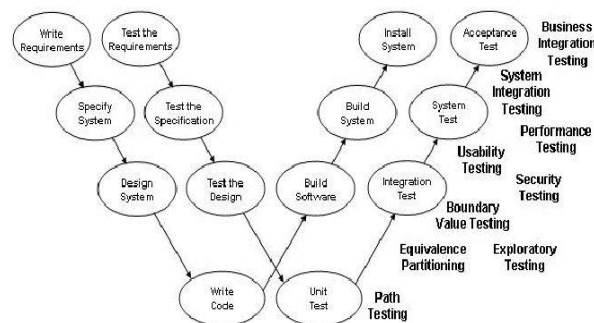 Write
Requirements
Test the
Requirements
Install
System
Acceptance
Test
Business
Integration
Testing
Specify
System
Test the
Specification
Build
System
System
Test
System
Integration
Testing
Performance
Testing
Usability
Testing
Design
System
Test the
Design
Build
Software
Integration
Test
Security
Testing
Boundary
Value Testing
Equivalence
Partitioning
Exploratory
Testing
Write
Code
Unit
Test
Path
Testing